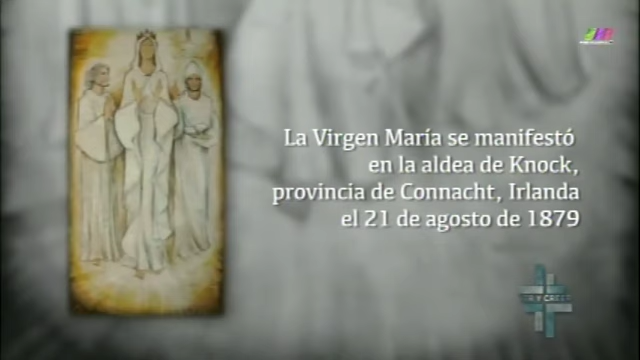 La Virgen María se manifestó
en la aldea de Knock,
provincia de Connacht, Irlanda
el 21 de agosto de 1879